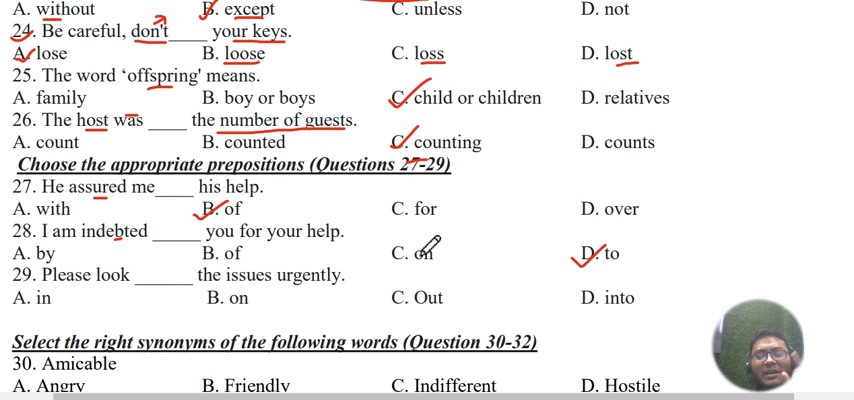 A. without B. except C. unless D. not
24. Be careful, don't____ your keys.
A. lose B. loose C. loss D. lost
25. The word ‘offspring' means.
A. family B. boy or boys C. child or children D. relatives
26. The host was ____ the number of guests.
A. count B. counted C. counting D. counts
Choose the appropriate prepositions (Questions 27-29)
27. He assured me____ his help.
A. with B. of C. for D. over
28. I am indebted _____ you for your help.
A. by B. of C. on D. to
29. Please look ______ the issues urgently.
A. in B. on C. Out D. into
Select the right synonyms of the following words (Question 30-32)
30. Amicable
A. Angry B. Friendly C. Indifferent D. Hostile